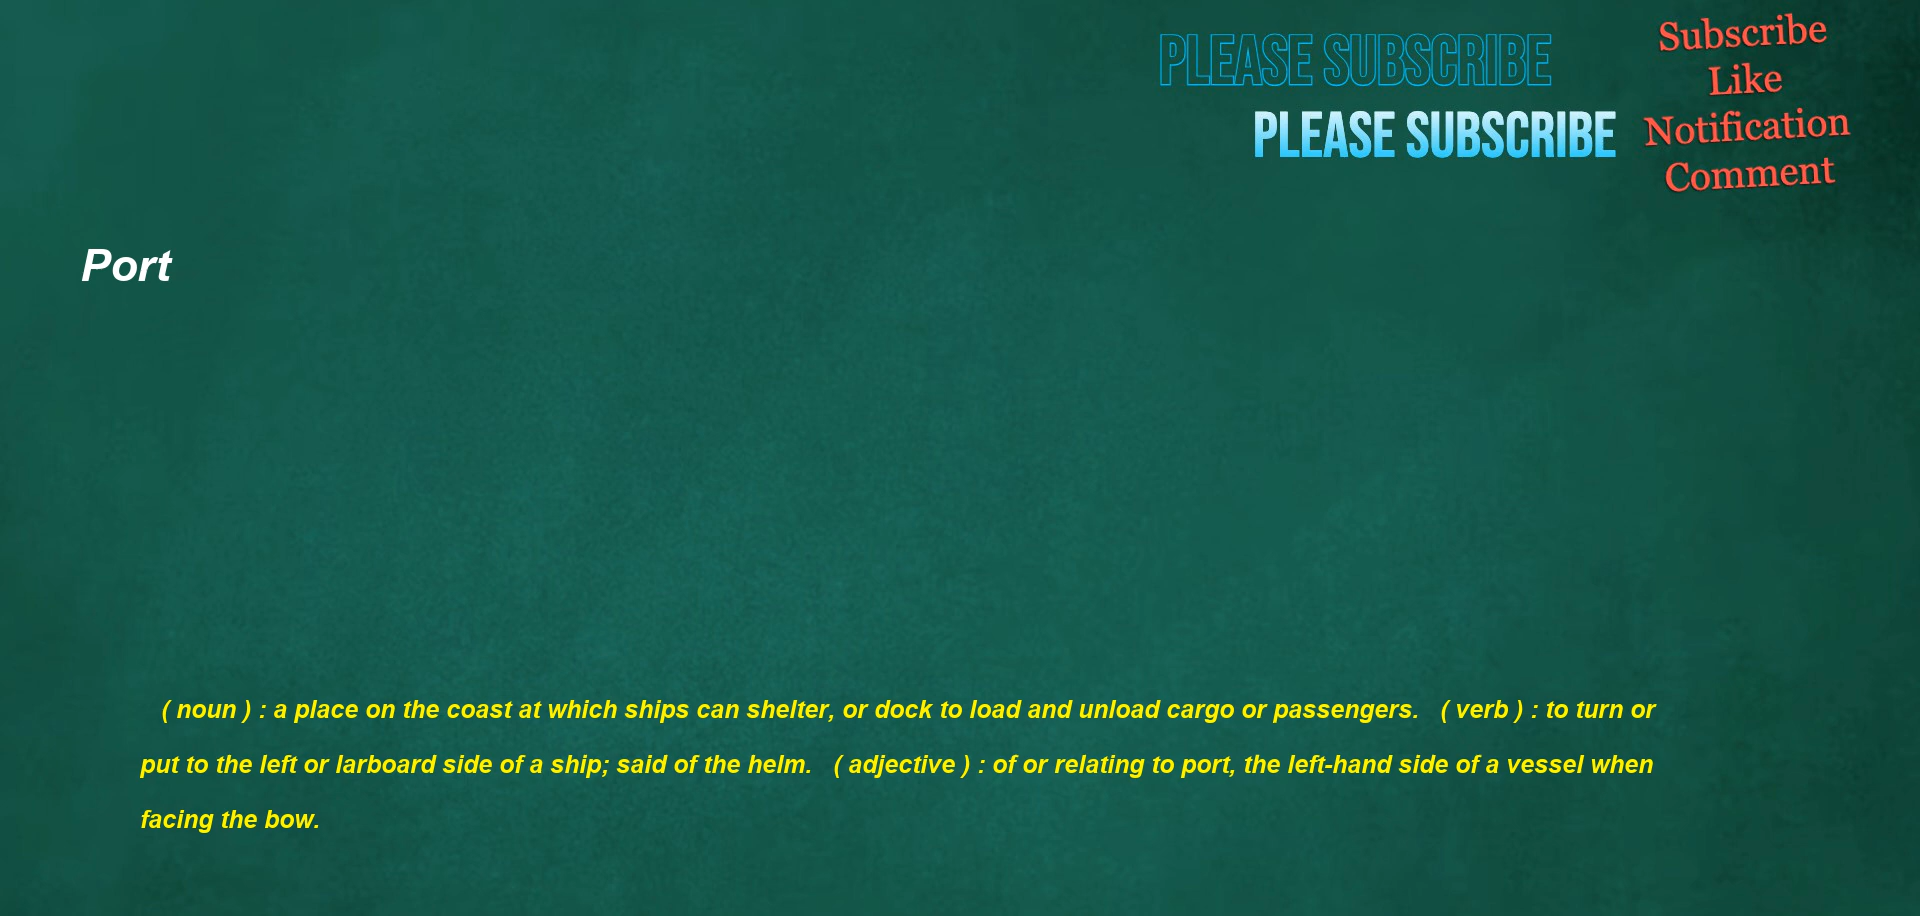 PLEASE SUBSCRIBE
PLEASE SUBSCRIBE
Subscribe
Like
Notification
Comment
Port
( noun ) : a place on the coast at which ships can shelter, or dock to load and unload cargo or passengers. ( verb ) : to turn or
put to the left or larboard side of a ship; said of the helm. ( adjective ) : of or relating to port, the left-hand side of a vessel when
facing the bow.